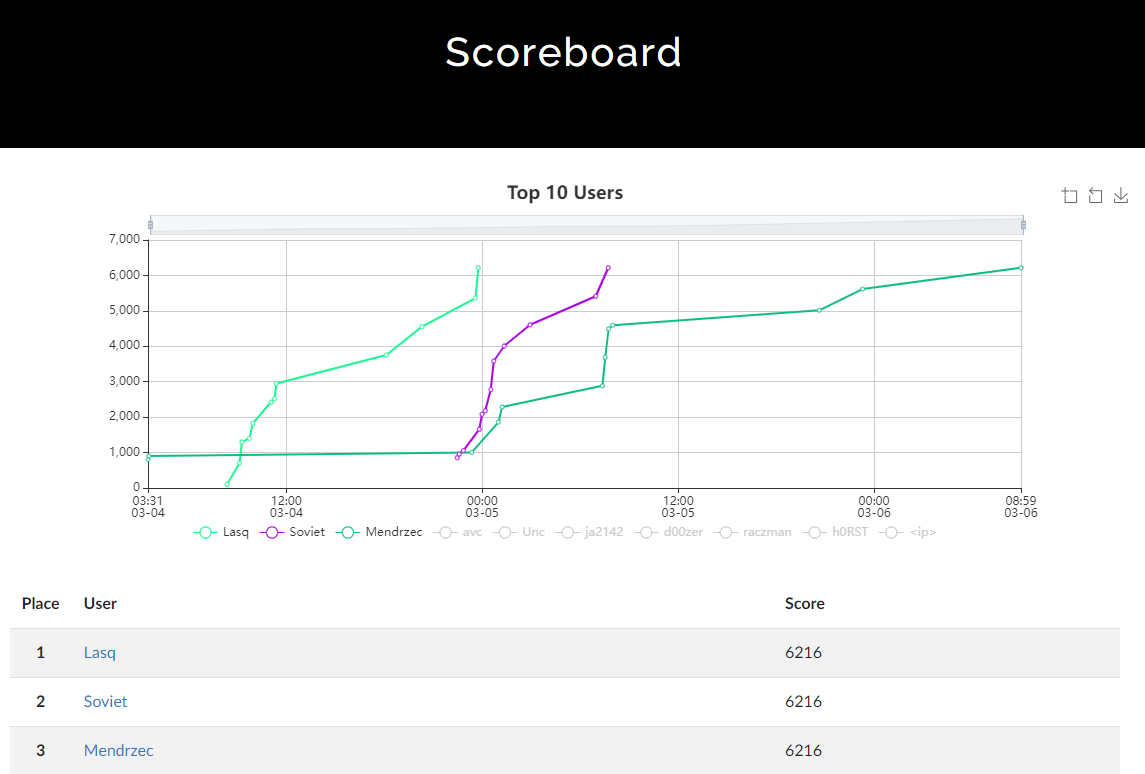 Scoreboard
Top 10 Users
7,000
6,000
5,000
4,000
3,000
2,000
1,000
0
03:31 12:00 00:00 12:00 00:00 08:59
03-04 03-04 03-05 03-05 03-06 03-06
Lasq Soviet Mendrzec avc Unc ja2142 d00zer raczman h0RST <ip>
Place User Score
1 Lasq 6216
2 Soviet 6216
3 Mendrzec 6216